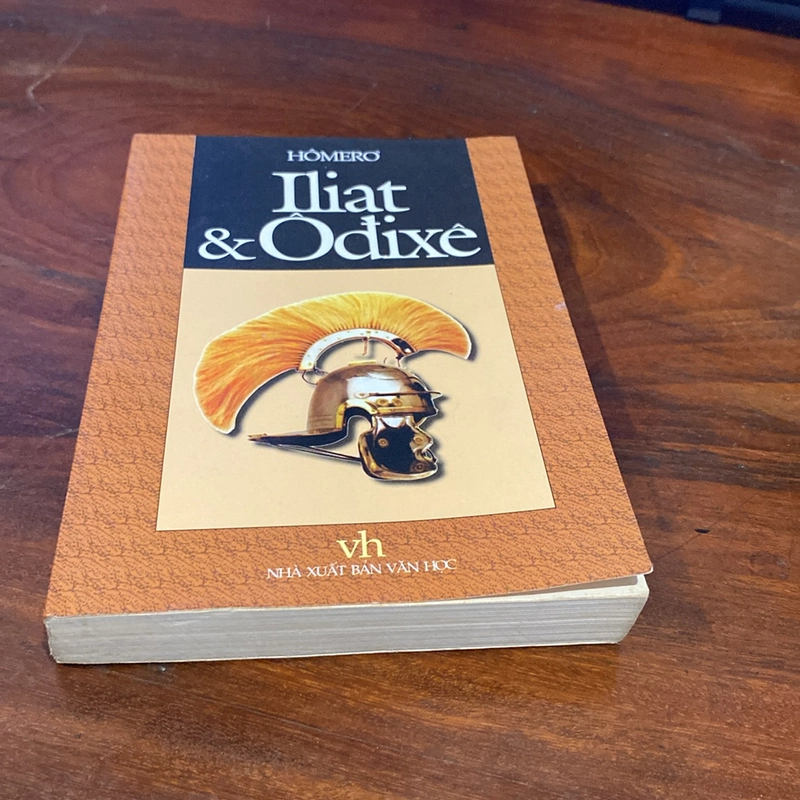 HÔMERƠ
Iliat
& Ôđixê
vh
NHÀ XUẤT BẢN VĂN HỌC